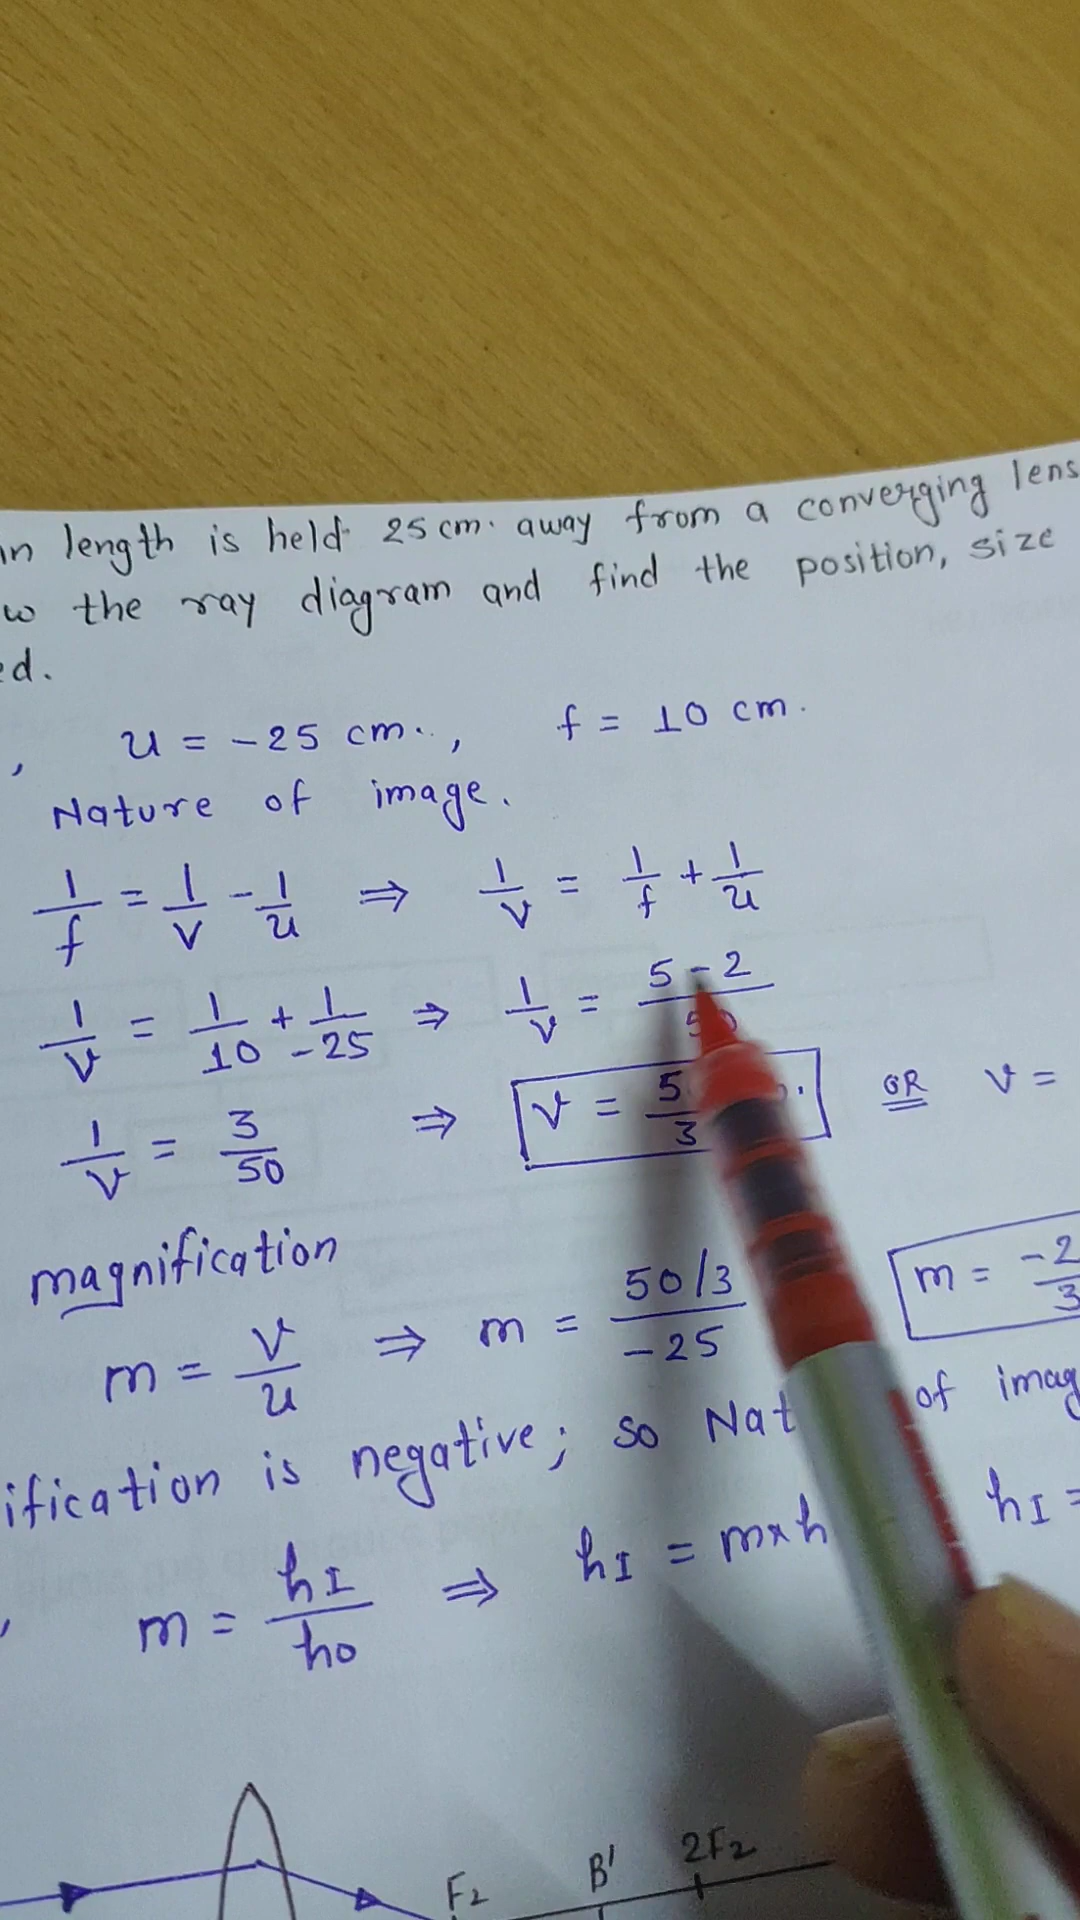 length is held 25 cm. away from a converging lens
the ray diagram and find the position, size
ed.
, u = -25 cm., f = 10 cm.
Nature of image.
1/f = 1/v - 1/u ⇒ 1/v = 1/f + 1/u
1/v = 1/10 + 1/-25 ⇒ 1/v = 5-2/50
1/v = 3/50 ⇒ v = 5 /3 . OR v =
magnification
m = v/u ⇒ m = 50/3/-25 m = -2/3
ification is negative; so Nat of imag
, m = hI/ho ⇒ hI = m×h hI =
F2 B' 2F2